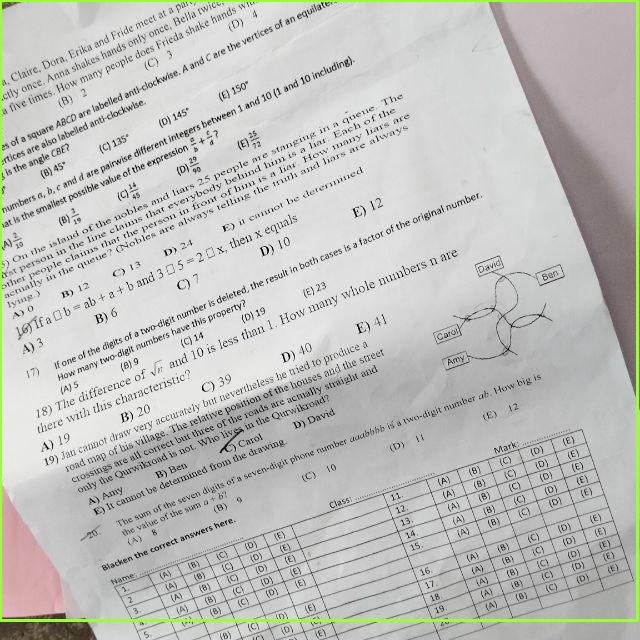 a, Claire, Dora, Erika and Fride meet at a
ctly once. Anna shakes hands only once. Bella twice,
a five times. How many people does Frieda shake hands
(B) 2 (C) 3 (D) 4
es of a square ABCD are labelled anti-clockwise. A and C are the vertices of an
ertices are also labelled anti-clockwise.
is the angle CBE?
(B) 45° (C) 135° (D) 145° (E) 150°
numbers a, b, c and d are pairwise different integers between 1 and 10 (1 and 10 including).
at is the smallest possible value of the expression a/b + c/d ?
(A) 2/10 (B) 3/19 (C) 14/45 (D) 29/90 (E) 25/72
5) On the island of the nobles and liars 25 people are stanging in a queue. The
first person in the line claims that everybody behind him is a liar. Each of the
other people claims that the person in front of him is a liar. How many liars are
actually in the queue? (Nobles are always telling the truth and liars are always
lying.)
A) 0 B) 12 C) 13 D) 24 E) it cannot be determined
16) If a □ b = ab + a + b and 3 □ 5 = 2 □ x, then x equals
A) 3 B) 6 C) 7 D) 10 E) 12
17) If one of the digits of a two-digit number is deleted, the result in both cases is a factor of the original number.
How many two-digit numbers have this property?
(A) 5 (B) 9 (C) 14 (D) 19 (E) 23
18) The difference of √n and 10 is less than 1. How many whole numbers n are
there with this characteristic?
A) 19 B) 20 C) 39 D) 40 E) 41
19) Jan cannot draw very accurately but nevertheless he tried to produce a
road map of his village. The relative position of the houses and the street
crossings are all correct but three of the roads are actually straight and
only the Qurwikroad is not. Who lives in the Qurwikroad?
A) Amy B) Ben C) Carol D) David
E) It cannot be determined from the drawing.
David
Ben
Carol
Amy
20. The sum of the seven digits of a seven-digit phone number aaabbbb is a two-digit number ab. How big is
the value of the sum a + b?
(A) 8 (B) 9 (C) 10 (D) 11 (E) 12
Blacken the correct answers here.
Name: Class: Mark:
1. (A) (B) (C) (D) (E) 11. (A) (B) (C) (D) (E)
2. (A) (B) (C) (D) (E) 12. (A) (B) (C) (D) (E)
3. (A) (B) (C) (D) (E) 13. (A) (B) (C) (D) (E)
4. (A) (B) (C) (D) (E) 14. (A) (B) (C) (D) (E)
5. (B) (C) (D) (E) 15. (A) (B) (C) (D) (E)
16. (A) (B) (C) (D) (E)
17. (A) (B) (C) (D) (E)
18. (A) (B) (C) (D) (E)
19. (A) (B) (C) (D) (E)